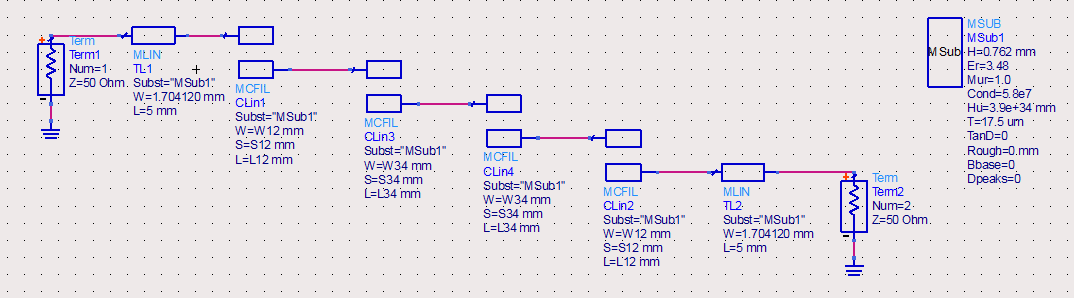 Term
Term1
Num=1
Z=50 Ohm
MLIN
TL1
Subst="MSub1"
W=1.704120 mm
L=5 mm
MCFIL
CLin1
Subst="MSub1"
W=W12 mm
S=S12 mm
L=L12 mm
MCFIL
CLin3
Subst="MSub1"
W=W34 mm
S=S34 mm
L=L34 mm
MCFIL
CLin4
Subst="MSub1"
W=W34 mm
S=S34 mm
L=L34 mm
MCFIL
CLin2
Subst="MSub1"
W=W12 mm
S=S12 mm
L=L12 mm
MLIN
TL2
Subst="MSub1"
W=1.704120 mm
L=5 mm
Term
Term2
Num=2
Z=50 Ohm
MSub
MSUB
MSub1
H=0.762 mm
Er=3.48
Mur=1.0
Cond=5.8e7
Hu=3.9e+34 mm
T=17.5 um
TanD=0
Rough=0.mm
Bbase=0
Dpeaks=0